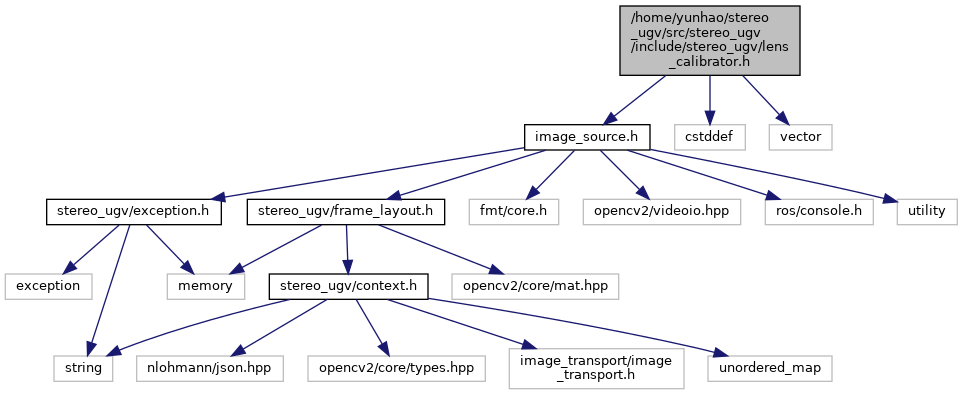 /home/yunhao/stereo
_ugv/src/stereo_ugv
/include/stereo_ugv/lens
_calibrator.h
image_source.h
cstddef
vector
stereo_ugv/exception.h
stereo_ugv/frame_layout.h
fmt/core.h
opencv2/videoio.hpp
ros/console.h
utility
exception
memory
stereo_ugv/context.h
opencv2/core/mat.hpp
string
nlohmann/json.hpp
opencv2/core/types.hpp
image_transport/image
_transport.h
unordered_map